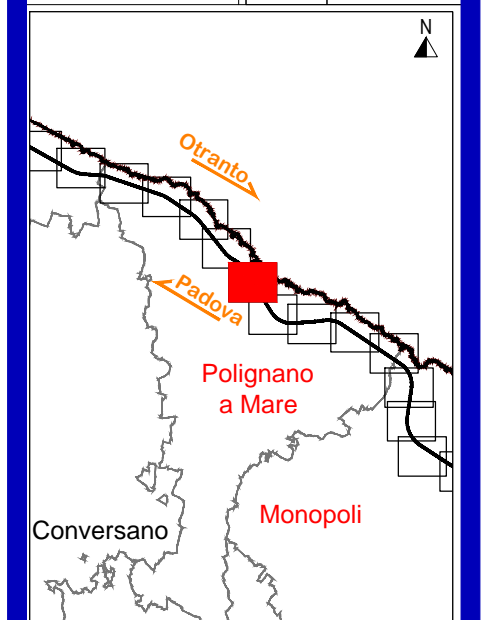 N
Otranto
Padova
Polignano
a Mare
Monopoli
Conversano